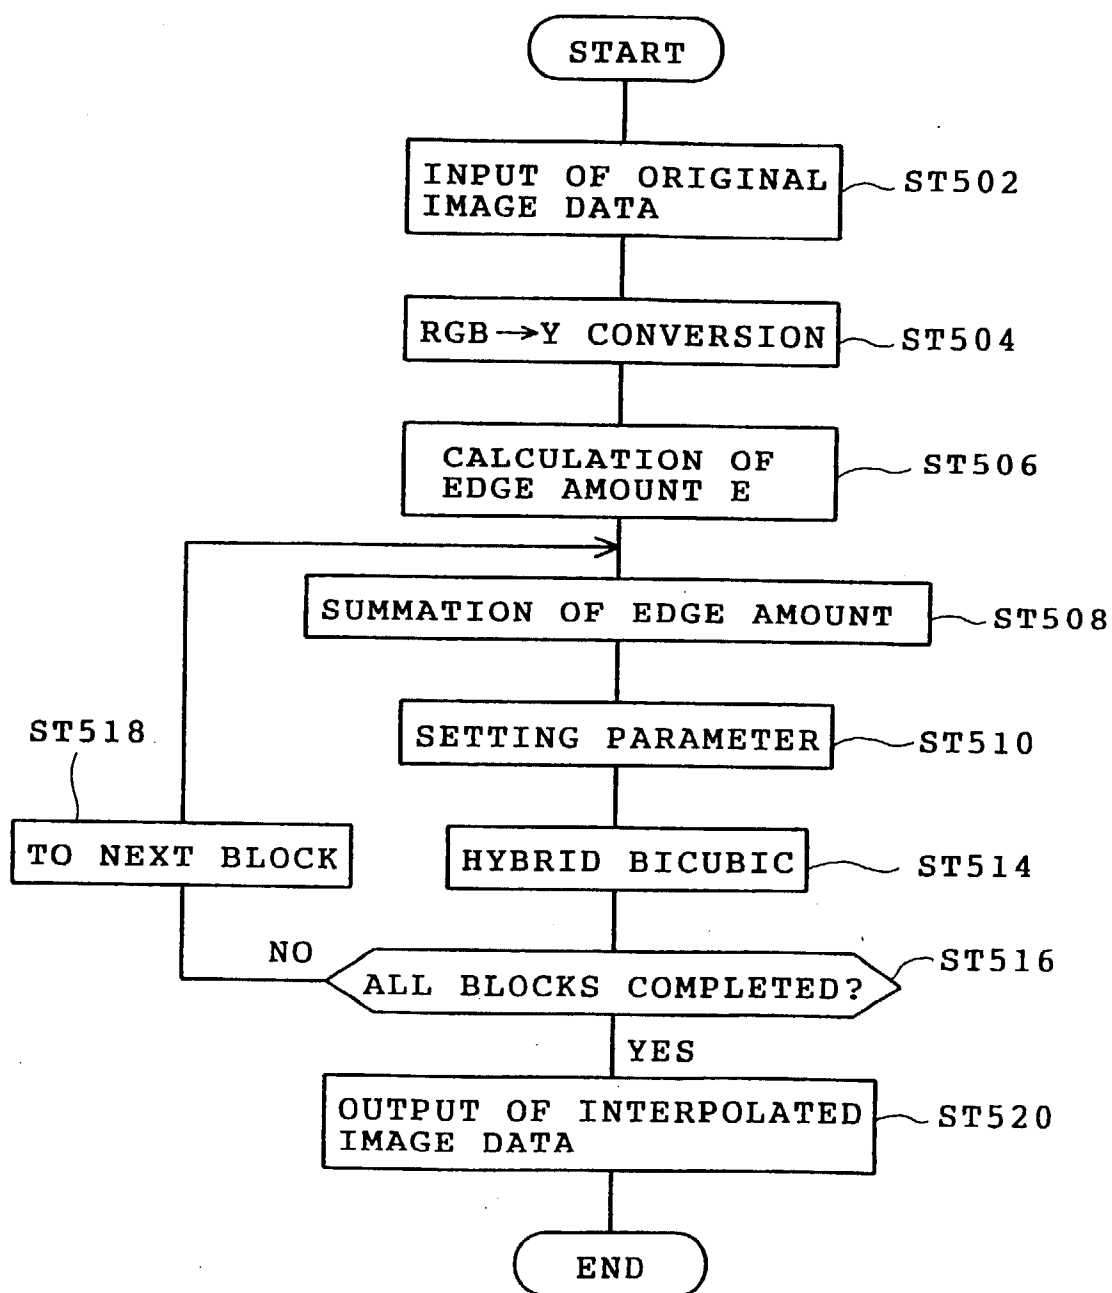 START
INPUT OF ORIGINAL
IMAGE DATA
ST502
RGB→Y CONVERSION
ST504
CALCULATION OF
EDGE AMOUNT E
ST506
SUMMATION OF EDGE AMOUNT
ST508
SETTING PARAMETER
ST510
ST518
TO NEXT BLOCK
HYBRID BICUBIC
ST514
NO
ALL BLOCKS COMPLETED?
ST516
YES
OUTPUT OF INTERPOLATED
IMAGE DATA
ST520
END